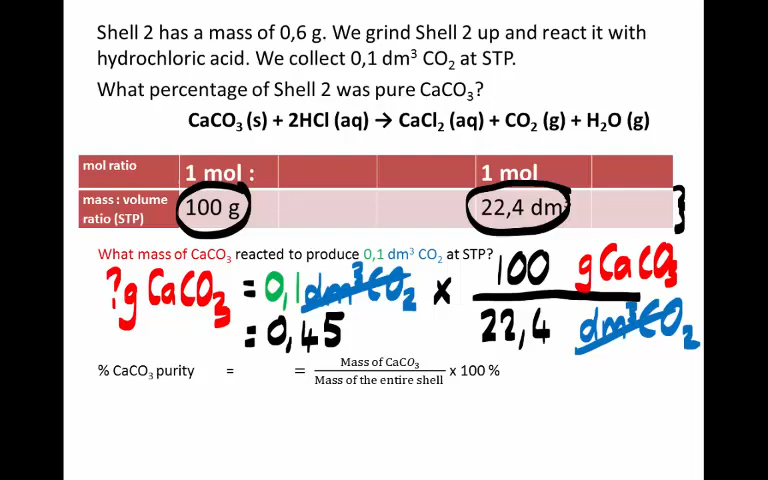 Shell 2 has a mass of 0,6 g. We grind Shell 2 up and react it with
hydrochloric acid. We collect 0,1 dm³ CO₂ at STP.
What percentage of Shell 2 was pure CaCO₃?
CaCO₃ (s) + 2HCl (aq) → CaCl₂ (aq) + CO₂ (g) + H₂O (g)
mol ratio 1 mol : 1 mol
mass : volume
ratio (STP) 100 g 22,4 dm³
What mass of CaCO₃ reacted to produce 0,1 dm³ CO₂ at STP?
?g CaCO₃ = 0,1 dm³CO₂ x 100 g CaCO₃
22,4 dm³CO₂
= 0,45
% CaCO₃ purity = = Mass of CaCO₃
Mass of the entire shell x 100 %